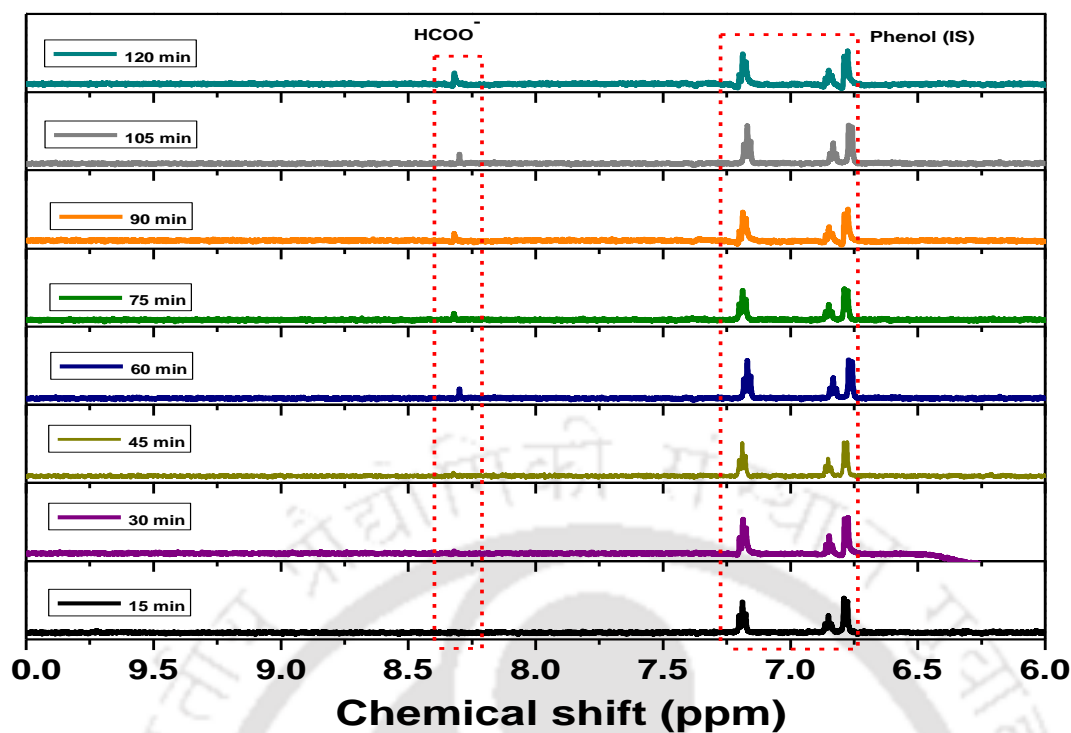 HCOO⁻
Phenol (IS)
120 min
105 min
90 min
75 min
60 min
45 min
30 min
15 min
0.0 9.5 9.0 8.5 8.0 7.5 7.0 6.5 6.0
Chemical shift (ppm)